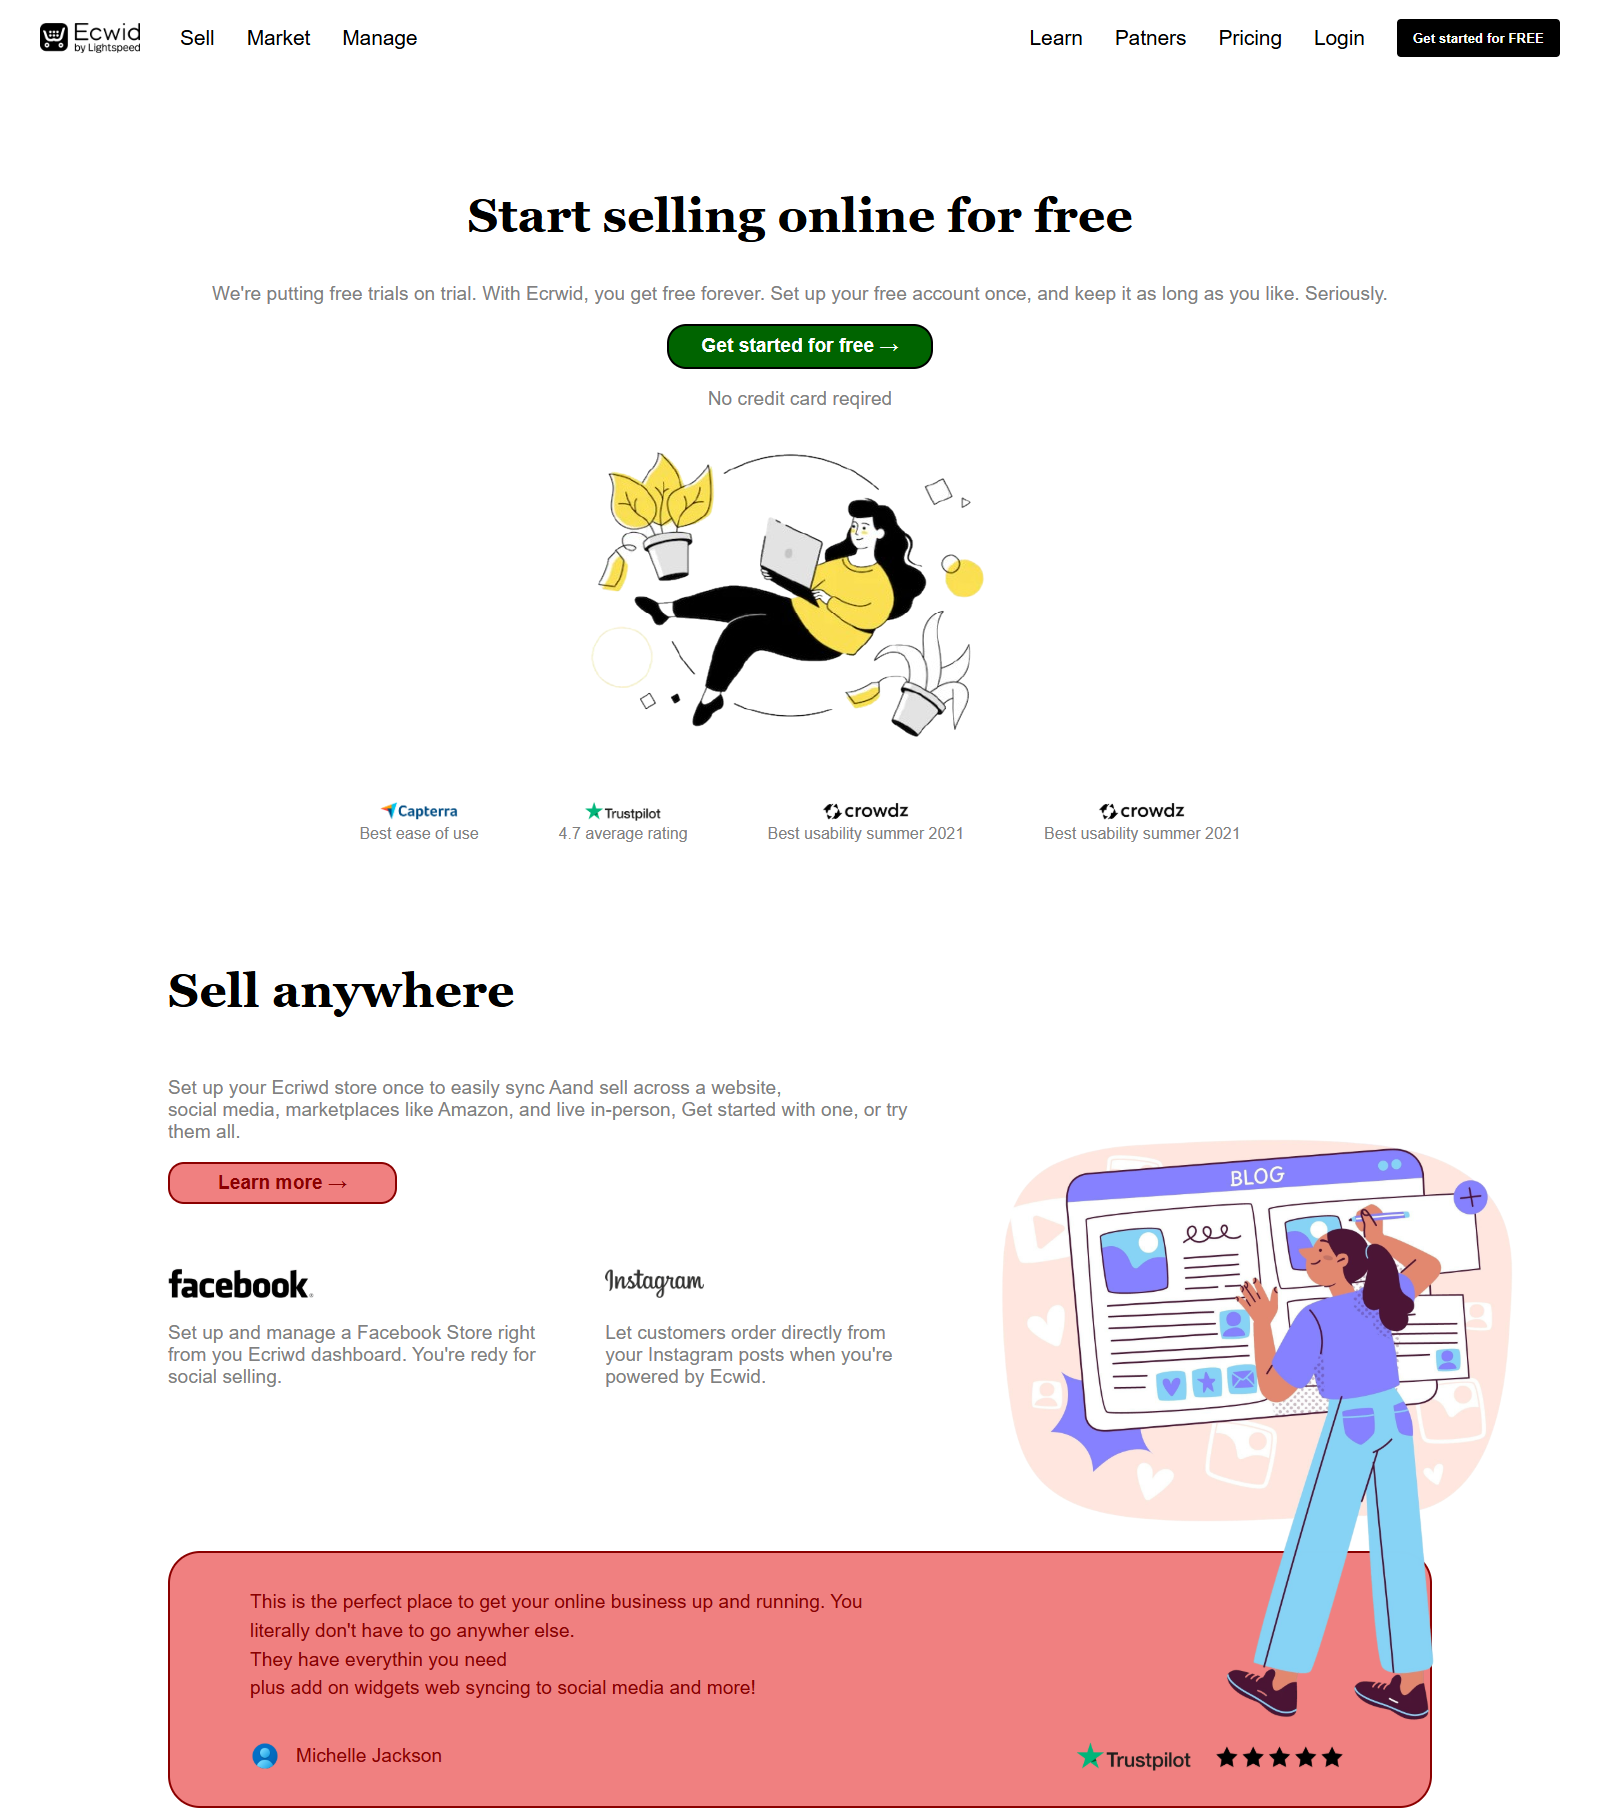 Ecwid
by Lightspeed
Sell Market Manage
Learn Patners Pricing Login Get started for FREE
Start selling online for free
We're putting free trials on trial. With Ecrwid, you get free forever. Set up your free account once, and keep it as long as you like. Seriously.
Get started for free →
No credit card reqired
Capterra
Best ease of use
Trustpilot
4.7 average rating
crowdz
Best usability summer 2021
crowdz
Best usability summer 2021
Sell anywhere
Set up your Ecriwd store once to easily sync Aand sell across a website,
social media, marketplaces like Amazon, and live in-person, Get started with one, or try
them all.
Learn more →
facebook
Set up and manage a Facebook Store right
from you Ecriwd dashboard. You're redy for
social selling.
Instagram
Let customers order directly from
your Instagram posts when you're
powered by Ecwid.
BLOG
This is the perfect place to get your online business up and running. You
literally don't have to go anywher else.
They have everythin you need
plus add on widgets web syncing to social media and more!
Michelle Jackson
Trustpilot